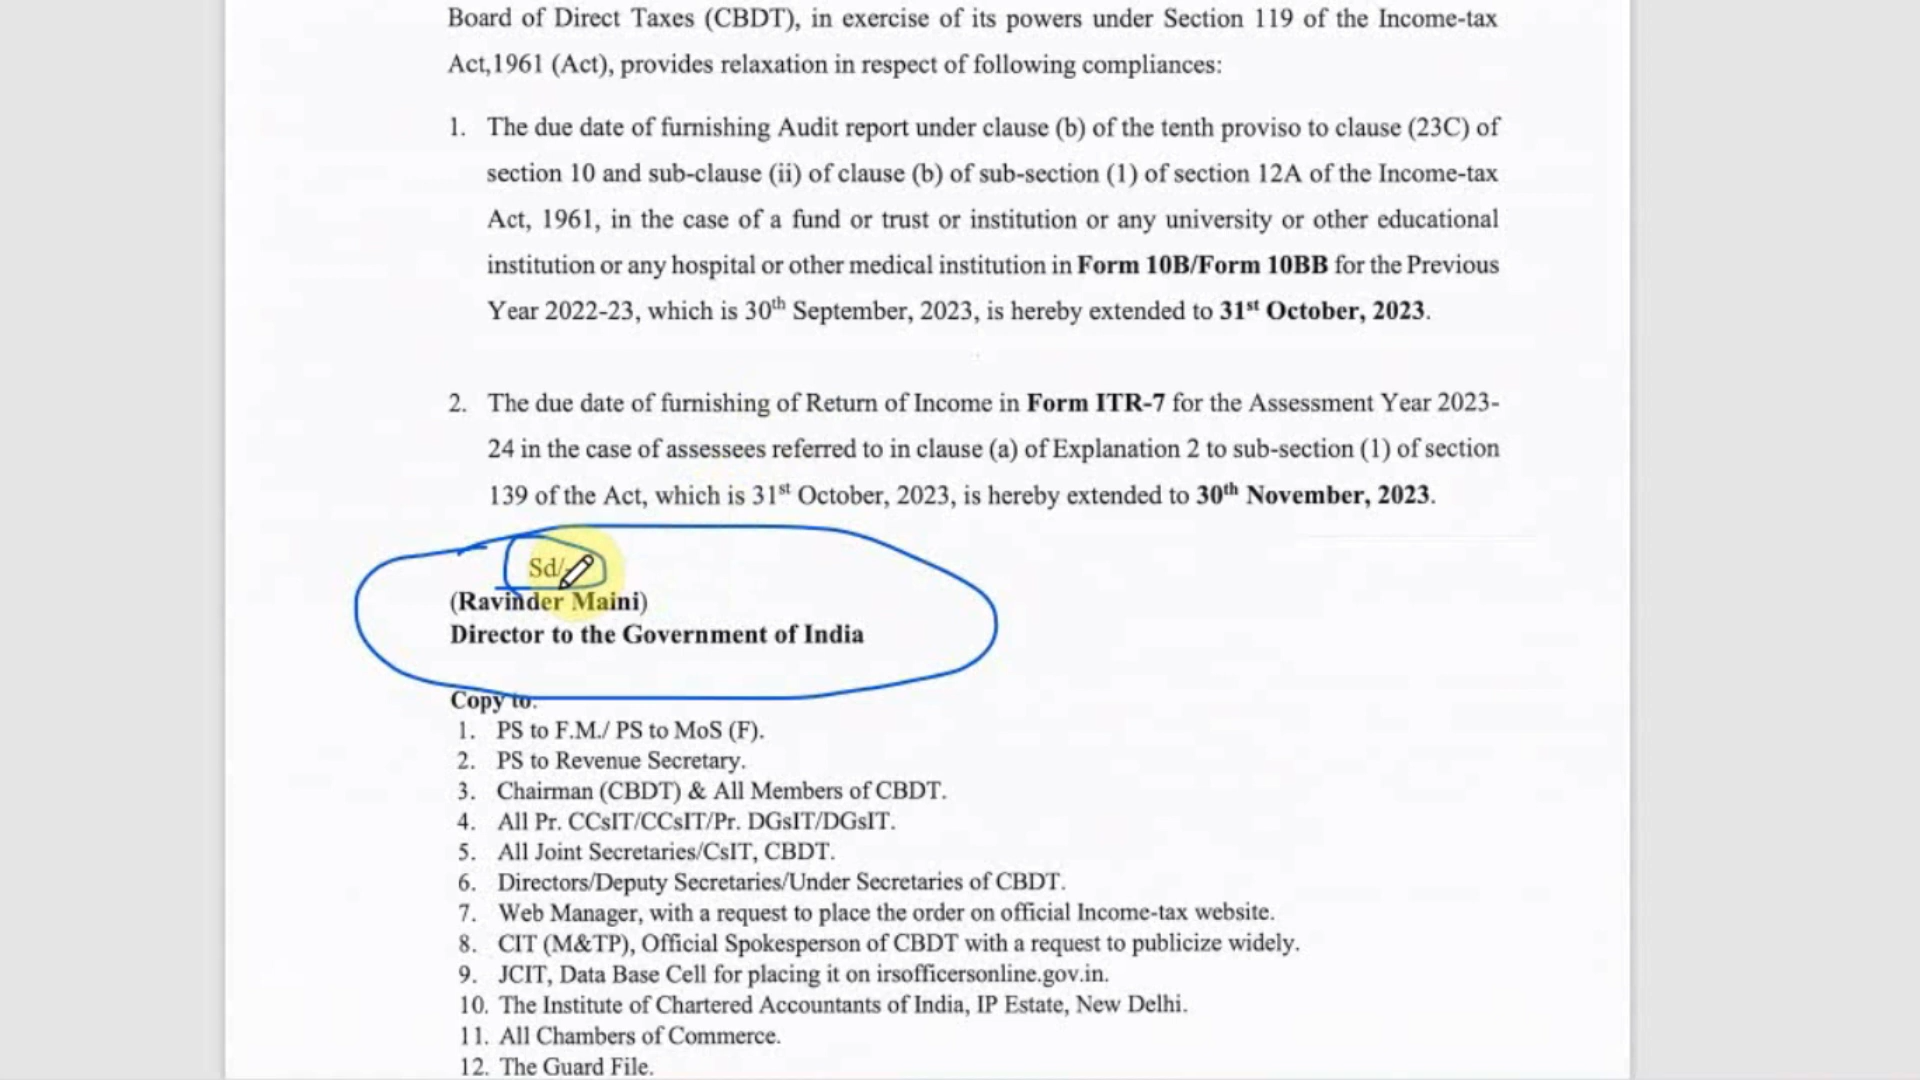 Board of Direct Taxes (CBDT), in exercise of its powers under Section 119 of the Income-tax
Act,1961 (Act), provides relaxation in respect of following compliances:
1. The due date of furnishing Audit report under clause (b) of the tenth proviso to clause (23C) of
section 10 and sub-clause (ii) of clause (b) of sub-section (1) of section 12A of the Income-tax
Act, 1961, in the case of a fund or trust or institution or any university or other educational
institution or any hospital or other medical institution in Form 10B/Form 10BB for the Previous
Year 2022-23, which is 30th September, 2023, is hereby extended to 31st October, 2023.
2. The due date of furnishing of Return of Income in Form ITR-7 for the Assessment Year 2023-
24 in the case of assessees referred to in clause (a) of Explanation 2 to sub-section (1) of section
139 of the Act, which is 31st October, 2023, is hereby extended to 30th November, 2023.
Sd/-
(Ravinder Maini)
Director to the Government of India
Copy to:
1. PS to F.M./ PS to MoS (F).
2. PS to Revenue Secretary.
3. Chairman (CBDT) & All Members of CBDT.
4. All Pr. CCsIT/CCsIT/Pr. DGsIT/DGsIT.
5. All Joint Secretaries/CsIT, CBDT.
6. Directors/Deputy Secretaries/Under Secretaries of CBDT.
7. Web Manager, with a request to place the order on official Income-tax website.
8. CIT (M&TP), Official Spokesperson of CBDT with a request to publicize widely.
9. JCIT, Data Base Cell for placing it on irsofficersonline.gov.in.
10. The Institute of Chartered Accountants of India, IP Estate, New Delhi.
11. All Chambers of Commerce.
12. The Guard File.